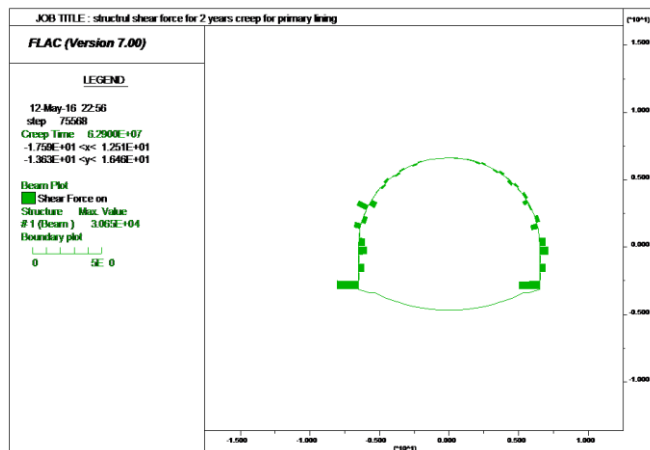 JOB TITLE : structrul shear force for 2 years creep for primary lining
FLAC (Version 7.00)
LEGEND
12-May-16 22:56
step 75568
Creep Time 6.2900E+07
-1.759E+01 <x< 1.251E+01
-1.363E+01 <y< 1.646E+01
Beam Plot
Shear Force on
Structure Max. Value
# 1 (Beam ) 3.065E+04
Boundary plot
0 5E 0
(*10^1)
1.500
1.000
0.500
0.000
-0.500
-1.000
-1.500 -1.000 -0.500 0.000 0.500 1.000
(*10^1)